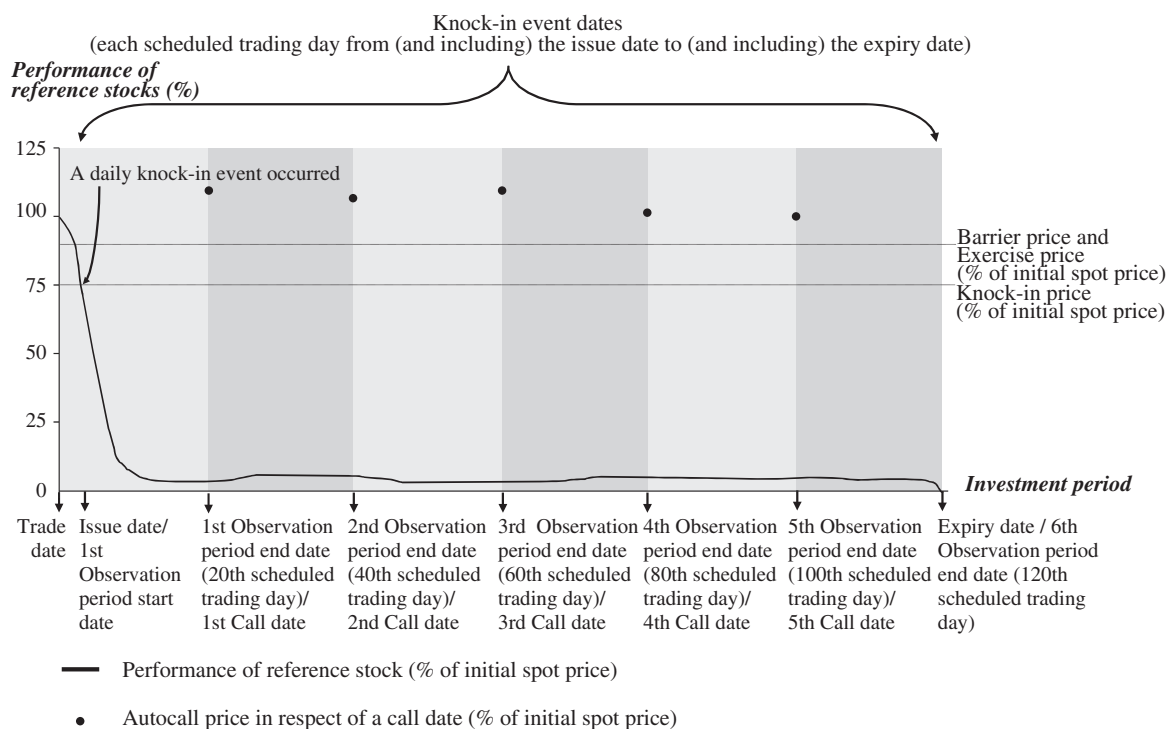 Knock-in event dates
(each scheduled trading day from (and including) the issue date to (and including) the expiry date)
Performance of
reference stocks (%)
125
A daily knock-in event occurred
100
Barrier price and
Exercise price
(% of initial spot price)
75
Knock-in price
(% of initial spot price)
50
25
0
Investment period
Trade
date
Issue date/
1st
Observation
period start
date
1st Observation
period end date
(20th scheduled
trading day)/
1st Call date
2nd Observation
period end date
(40th scheduled
trading day)/
2nd Call date
3rd Observation
period end date
(60th scheduled
trading day)/
3rd Call date
4th Observation
period end date
(80th scheduled
trading day)/
4th Call date
5th Observation
period end date
(100th scheduled
trading day)/
5th Call date
Expiry date / 6th
Observation period
end date (120th
scheduled trading
day)
Performance of reference stock (% of initial spot price)
Autocall price in respect of a call date (% of initial spot price)